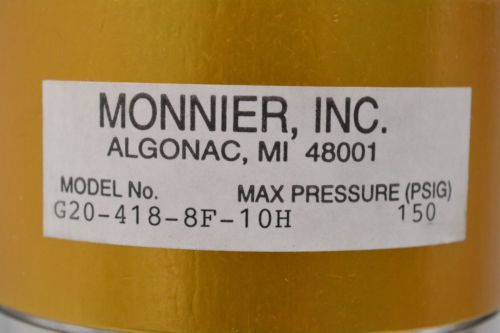 MONNIER, INC.
ALGONAC, MI 48001
MODEL No. MAX PRESSURE (PSIG)
G20-418-8F-10H 150